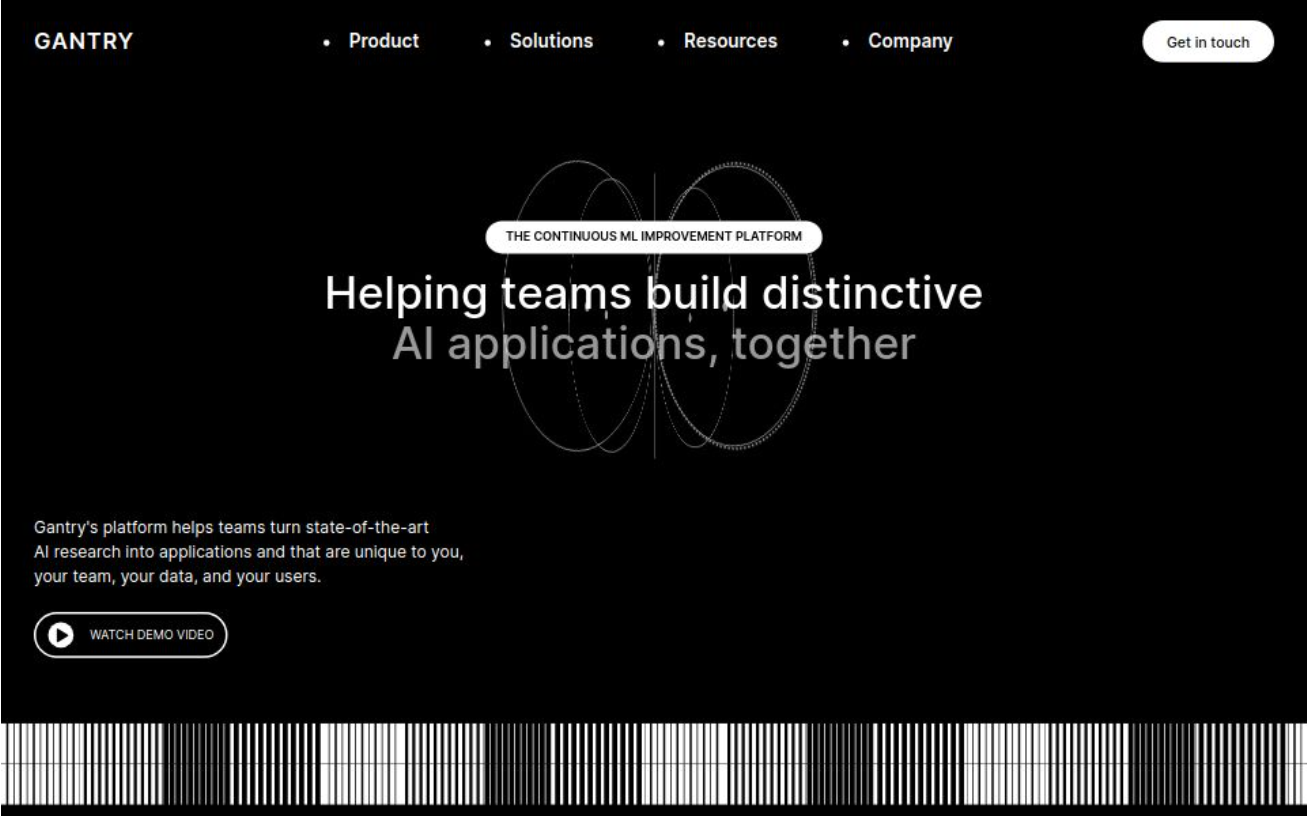 GANTRY
Product
Solutions
Resources
Company
Get in touch
THE CONTINUOUS ML IMPROVEMENT PLATFORM
Helping teams build distinctive
AI applications, together
Gantry's platform helps teams turn state-of-the-art
AI research into applications and that are unique to you,
your team, your data, and your users.
WATCH DEMO VIDEO